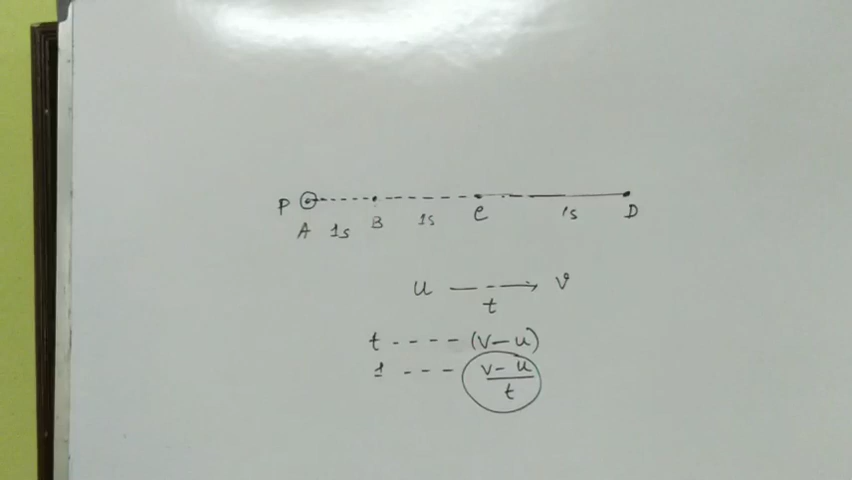 P
A 1s B 1s C 1s D
u — - → v
t
t - - - - (v-u)
1 - - - v-u
t